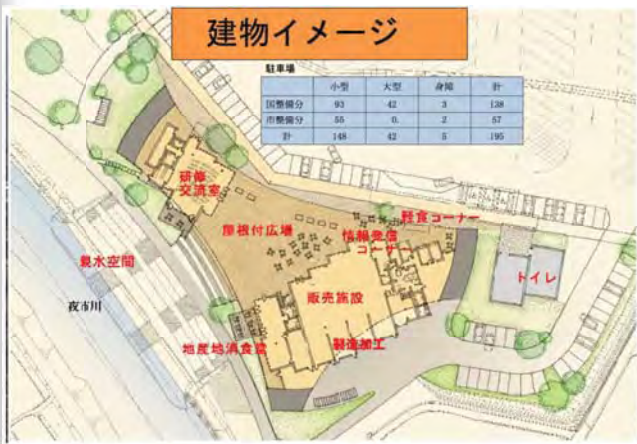 建物イメージ
駐車場
小型 大型 身障 計
国整備分 93 42 3 138
市整備分 55 0. 2 57
計 148 42 5 195
研修
交流室
屋根付広場
軽食コーナー
情報発信
コーナー
親水空間
トイレ
夜市川
販売施設
地産地消食堂
製造加工